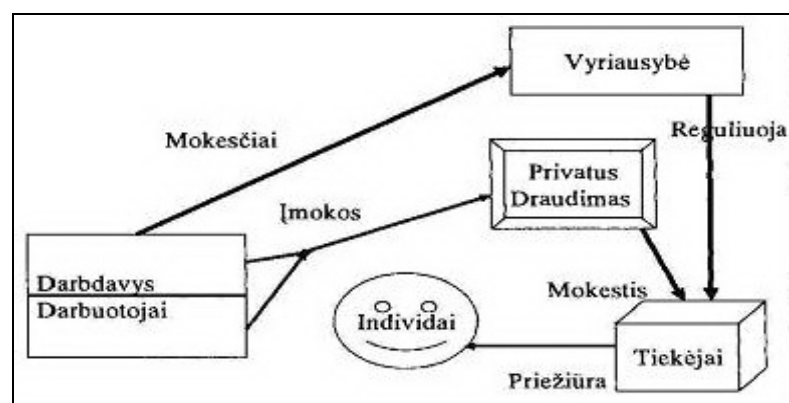 Vyriausybė
Mokesčiai
Reguliuoja
Privatus
Draudimas
Įmokos
Darbdavys
Darbuotojai
Individai
Mokestis
Tiekėjai
Priežiūra